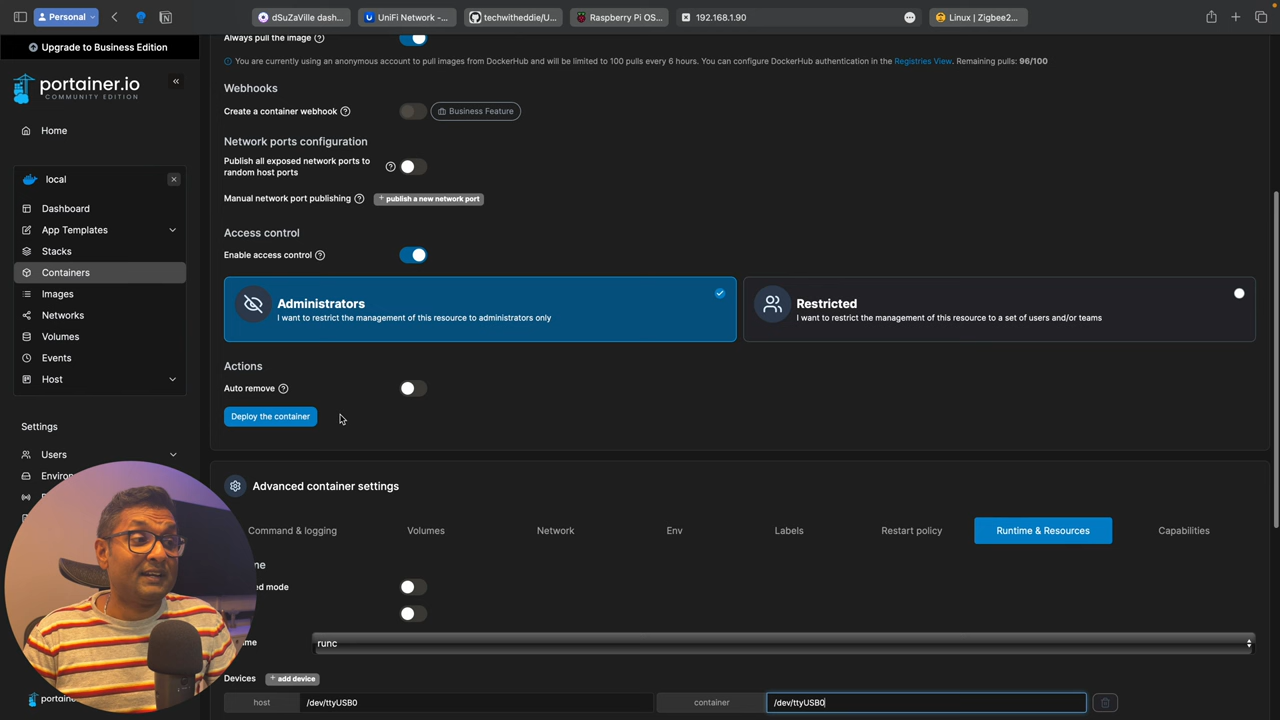 Personal
dSuZaVille dash...
UniFi Network -...
techwitheddie/U...
Raspberry Pi OS...
192.168.1.90
Linux | Zigbee2...
Upgrade to Business Edition
portainer.io
COMMUNITY EDITION
Home
local
Dashboard
App Templates
Stacks
Containers
Images
Networks
Volumes
Events
Host
Settings
Users
Environ
portain
Always pull the image
You are currently using an anonymous account to pull images from DockerHub and will be limited to 100 pulls every 6 hours. You can configure DockerHub authentication in the Registries View. Remaining pulls: 96/100
Webhooks
Create a container webhook
Business Feature
Network ports configuration
Publish all exposed network ports to
random host ports
Manual network port publishing
+ publish a new network port
Access control
Enable access control
Administrators
I want to restrict the management of this resource to administrators only
Restricted
I want to restrict the management of this resource to a set of users and/or teams
Actions
Auto remove
Deploy the container
Advanced container settings
Command & logging
Volumes
Network
Env
Labels
Restart policy
Runtime & Resources
Capabilities
ne
ed mode
me
runc
Devices
+ add device
host
/dev/ttyUSB0
container
/dev/ttyUSB0